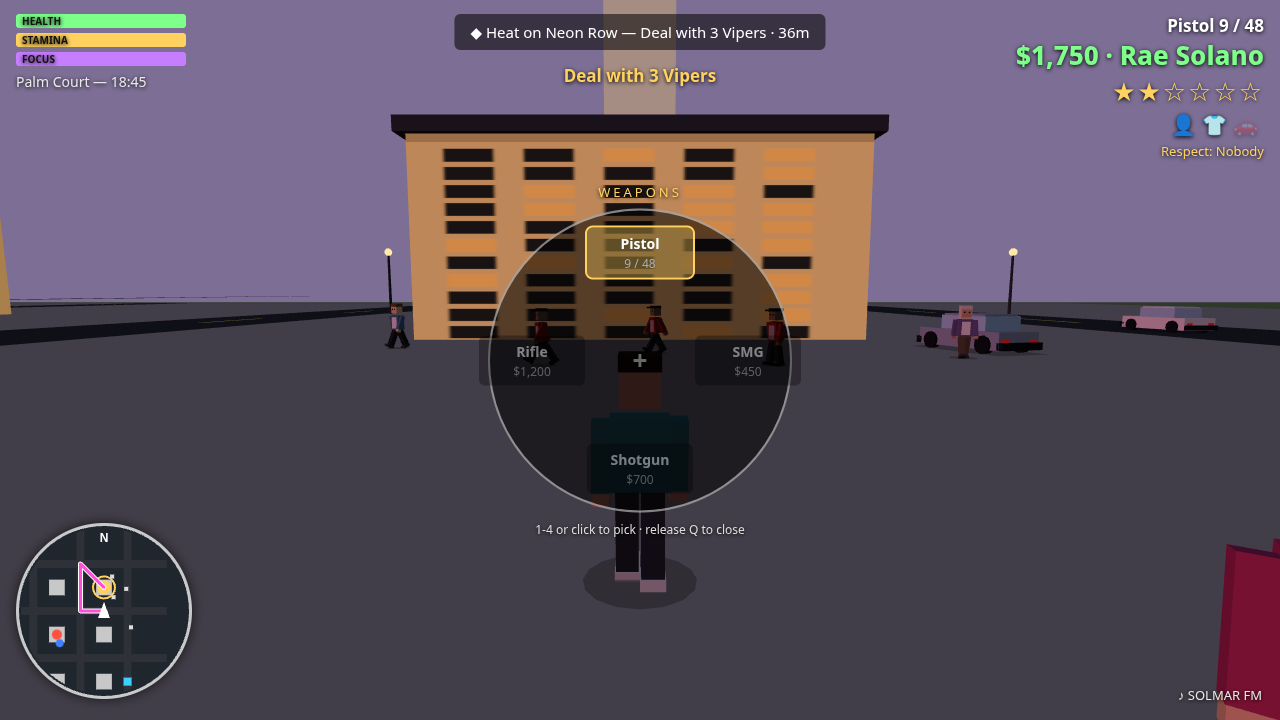 HEALTH
STAMINA
FOCUS
Palm Court — 18:45
◆ Heat on Neon Row — Deal with 3 Vipers · 36m
Deal with 3 Vipers
Pistol 9 / 48
$1,750 · Rae Solano
★★☆☆☆☆
Respect: Nobody
WEAPONS
Pistol
9 / 48
Rifle
$1,200
SMG
$450
Shotgun
$700
1-4 or click to pick · release Q to close
N
♪ SOLMAR FM